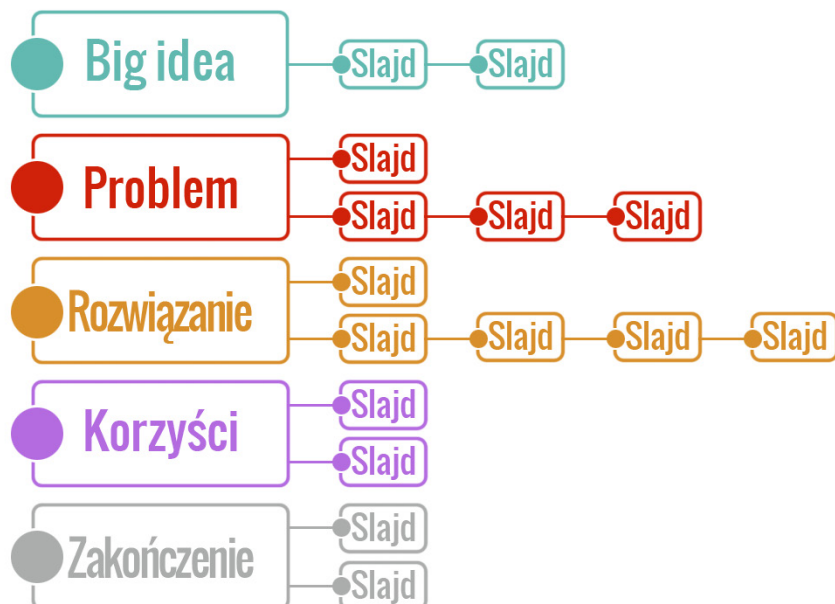 Big idea
Slajd Slajd
Problem
Slajd
Slajd Slajd Slajd
Rozwiązanie
Slajd
Slajd Slajd Slajd Slajd
Korzyści
Slajd
Slajd
Zakończenie
Slajd
Slajd